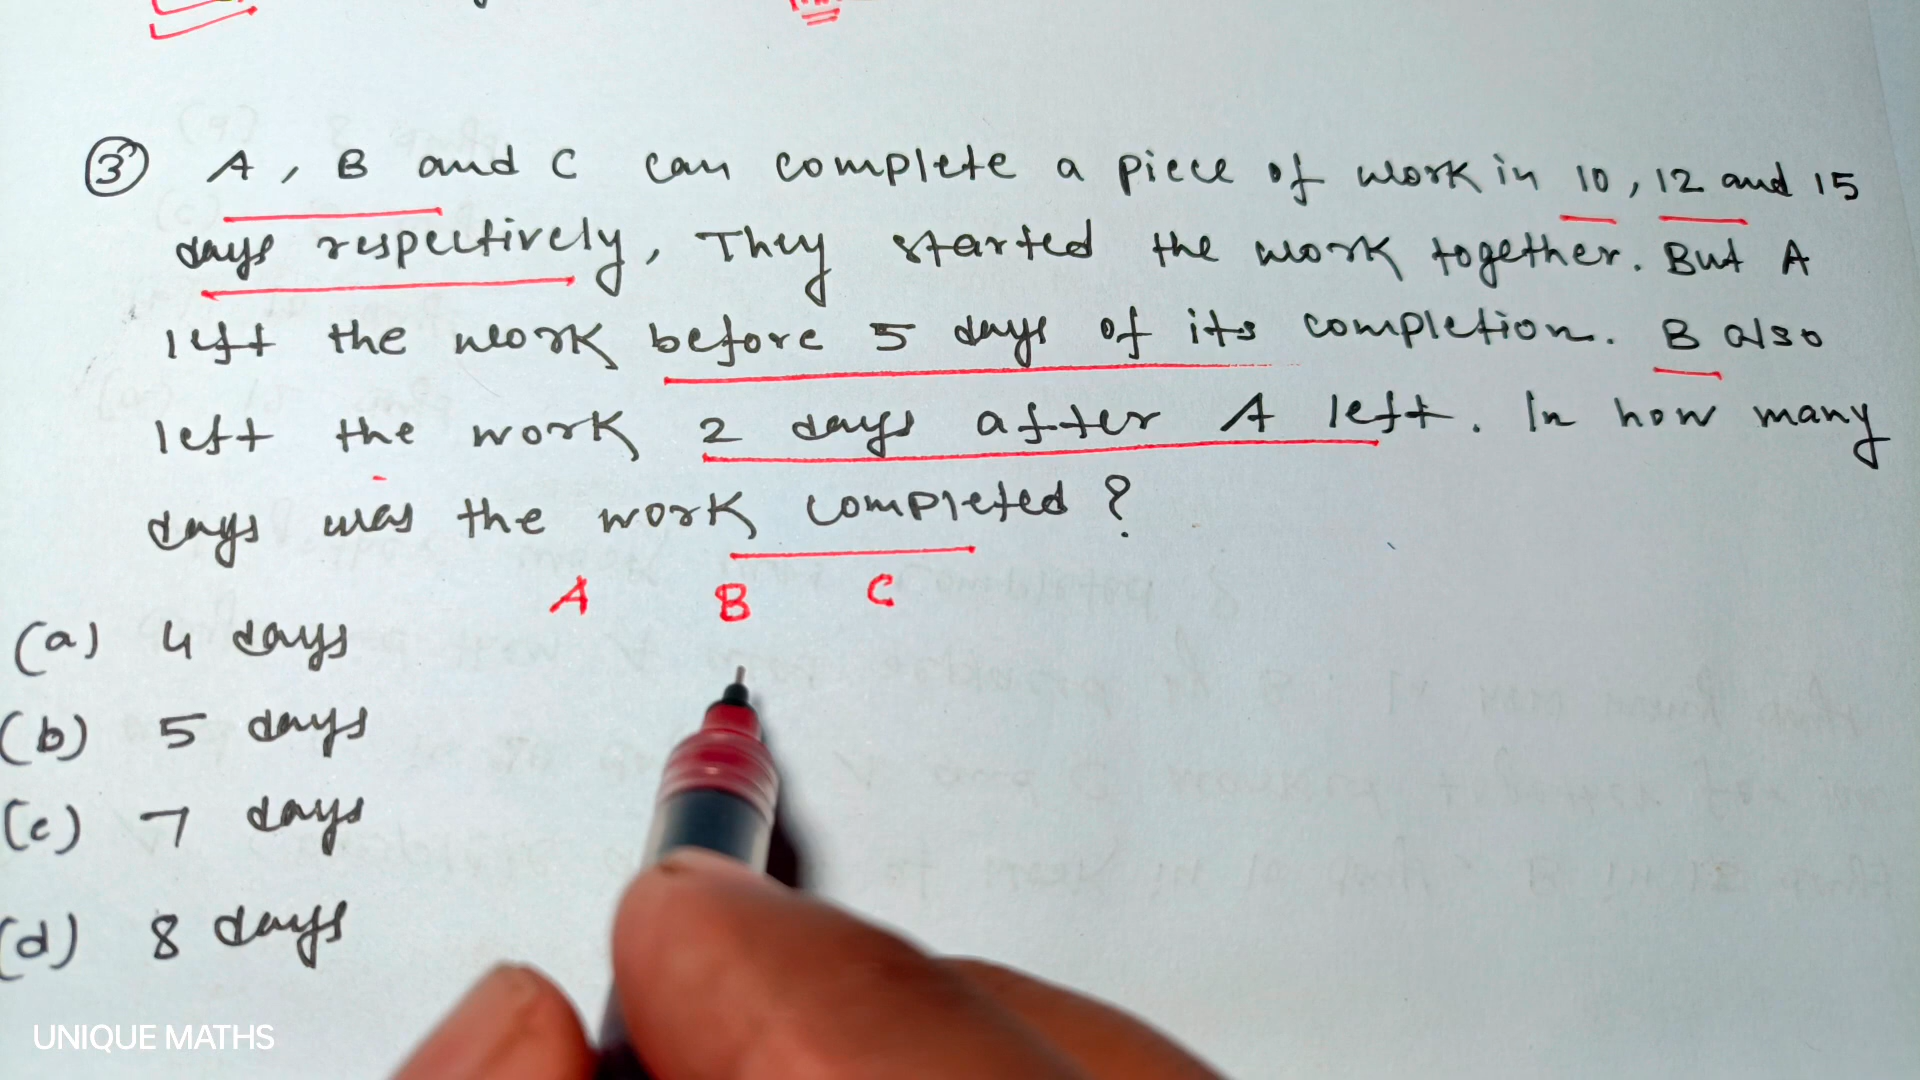 ③ A, B and C can complete a piece of work in 10, 12 and 15
days respectively, They started the work together. But A
left the work before 5 days of its completion. B also
left the work 2 days after A left. In how many
days was the work completed?
A B C
(a) 4 days
(b) 5 days
(c) 7 days
(d) 8 days
UNIQUE MATHS